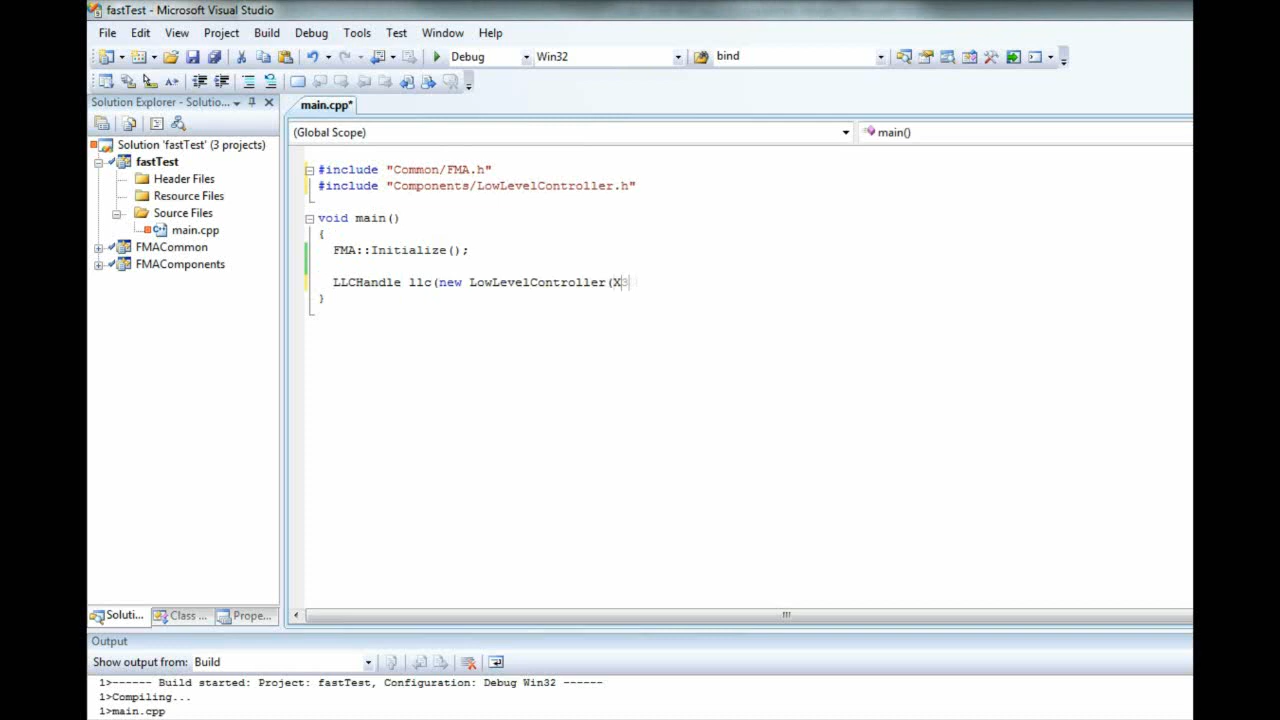 fastTest - Microsoft Visual Studio
File Edit View Project Build Debug Tools Test Window Help
Debug Win32 bind
Solution Explorer - Solutio...
main.cpp*
(Global Scope) main()
Solution 'fastTest' (3 projects)
fastTest
Header Files
Resource Files
Source Files
main.cpp
FMACommon
FMAComponents
#include "Common/FMA.h"
#include "Components/LowLevelController.h"
void main()
{
FMA::Initialize();
LLCHandle llc(new LowLevelController(X3
}
Soluti... Class ... Prope...
Output
Show output from: Build
1>------ Build started: Project: fastTest, Configuration: Debug Win32 ------
1>Compiling...
1>main.cpp